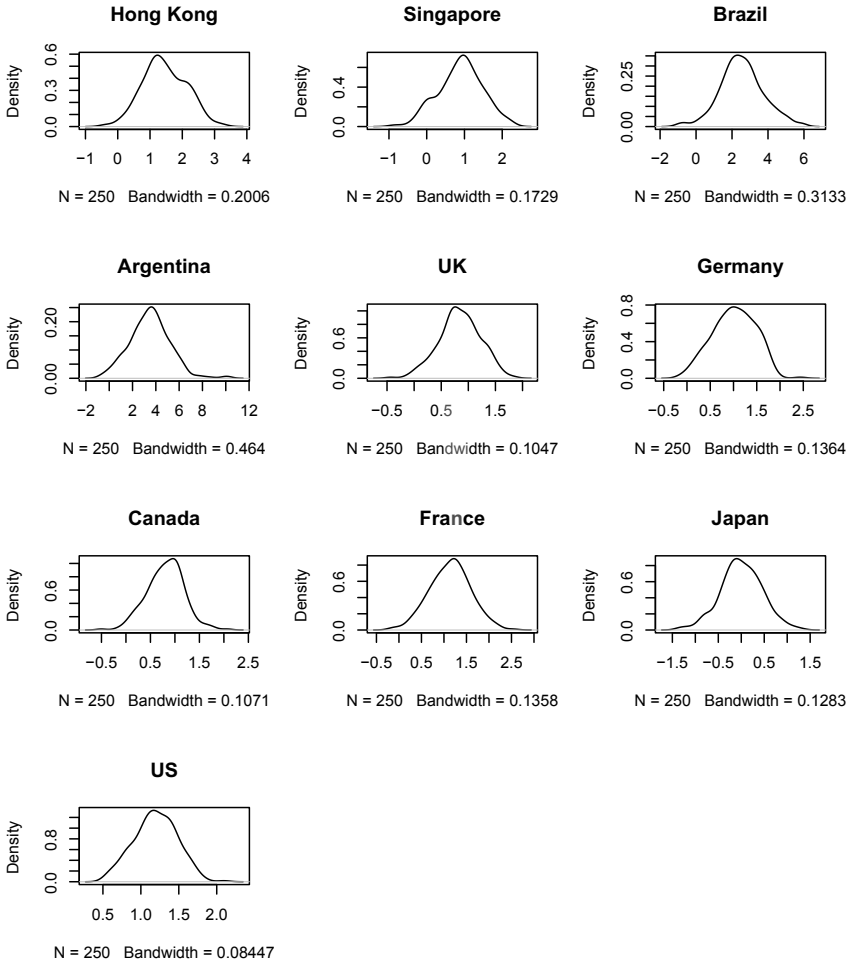 Hong Kong
Density
0.0 0.3 0.6
−1 0 1 2 3 4
N = 250 Bandwidth = 0.2006
Singapore
Density
0.0 0.4
−1 0 1 2
N = 250 Bandwidth = 0.1729
Brazil
Density
0.00 0.25
−2 0 2 4 6
N = 250 Bandwidth = 0.3133
Argentina
Density
0.00 0.20
−2 2 4 6 8 12
N = 250 Bandwidth = 0.464
UK
Density
0.0 0.6
−0.5 0.5 1.5
N = 250 Bandwidth = 0.1047
Germany
Density
0.0 0.4 0.8
−0.5 0.5 1.5 2.5
N = 250 Bandwidth = 0.1364
Canada
Density
0.0 0.6
−0.5 0.5 1.5 2.5
N = 250 Bandwidth = 0.1071
France
Density
0.0 0.6
−0.5 0.5 1.5 2.5
N = 250 Bandwidth = 0.1358
Japan
Density
0.0 0.6
−1.5 −0.5 0.5 1.5
N = 250 Bandwidth = 0.1283
US
Density
0.0 0.8
0.5 1.0 1.5 2.0
N = 250 Bandwidth = 0.08447